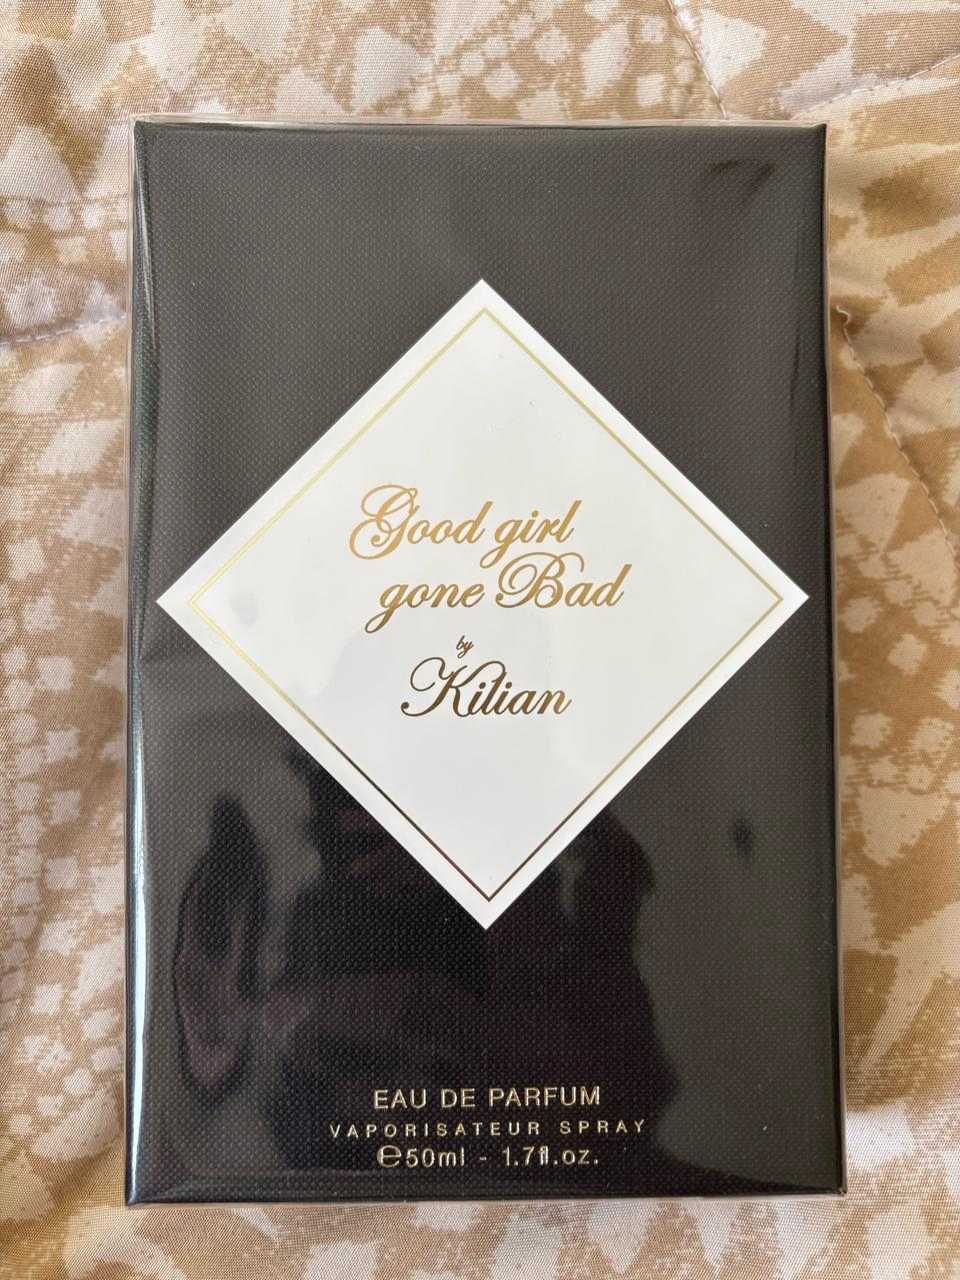 Good girl
gone Bad
by
Kilian
EAU DE PARFUM
VAPORISATEUR SPRAY
℮50ml - 1.7fl.oz.